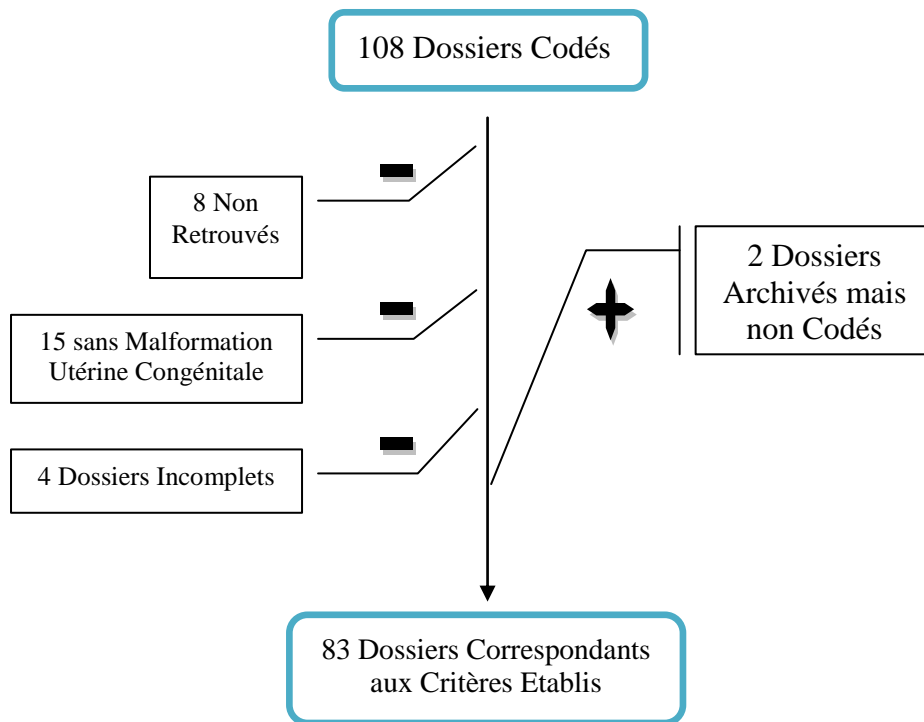 108 Dossiers Codés
8 Non
Retrouvés
15 sans Malformation
Utérine Congénitale
4 Dossiers Incomplets
2 Dossiers
Archivés mais
non Codés
83 Dossiers Correspondants
aux Critères Etablis